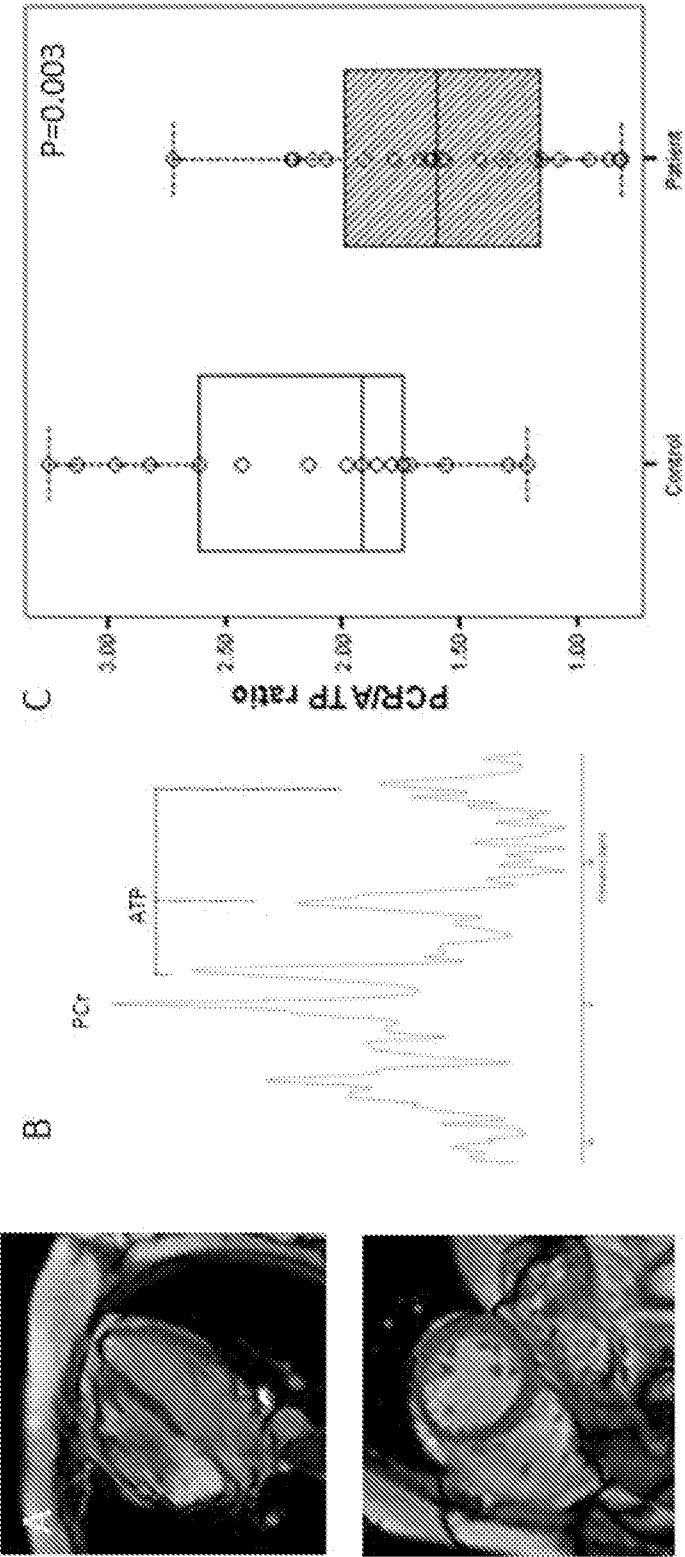 B
PCr
ATP
C
P=0.003
PCR/ATP ratio
3.00
2.50
2.00
1.50
1.00
Control
Patient